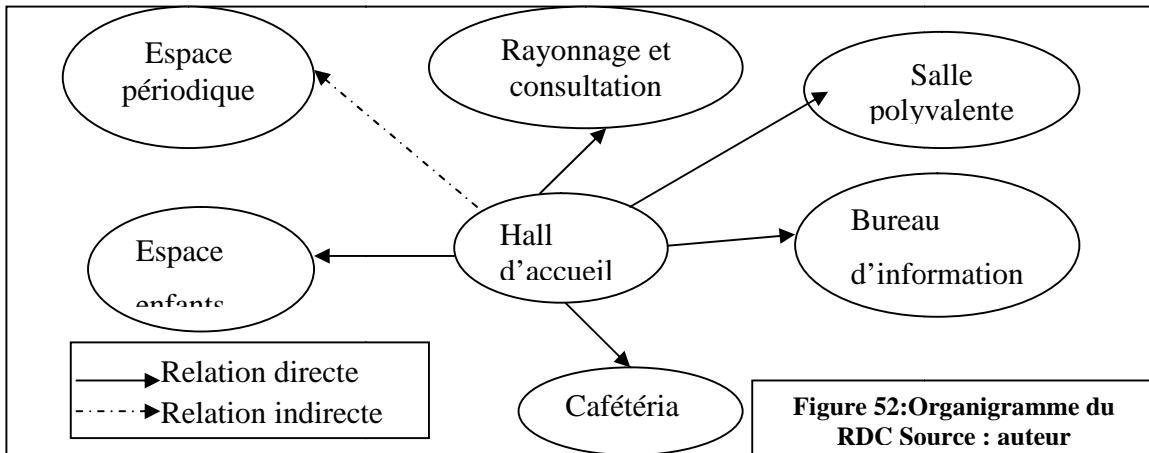 Espace
périodique
Rayonnage et
consultation
Salle
polyvalente
Hall
d’accueil
Bureau
d’information
Espace
enfants
Cafétéria
Relation directe
Relation indirecte
Figure 52:Organigramme du
RDC Source : auteur